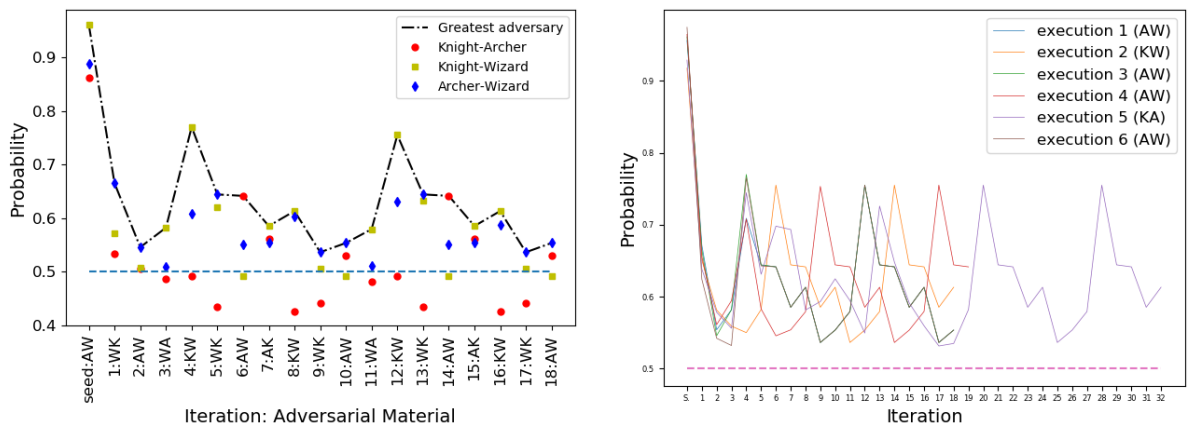 Probability
0.9
0.8
0.7
0.6
0.5
0.4
Greatest adversary
Knight-Archer
Knight-Wizard
Archer-Wizard
seed:AW
1:WK
2:AW
3:WA
4:KW
5:WK
6:AW
7:AK
8:KW
9:WK
10:AW
11:WA
12:KW
13:WK
14:AW
15:AK
16:KW
17:WK
18:AW
Iteration: Adversarial Material
Probability
0.9
0.8
0.7
0.6
0.5
execution 1 (AW)
execution 2 (KW)
execution 3 (AW)
execution 4 (AW)
execution 5 (KA)
execution 6 (AW)
S. 1 2 3 4 5 6 7 8 9 10 11 12 13 14 15 16 17 18 19 20 21 22 23 24 25 26 27 28 29 30 31 32
Iteration